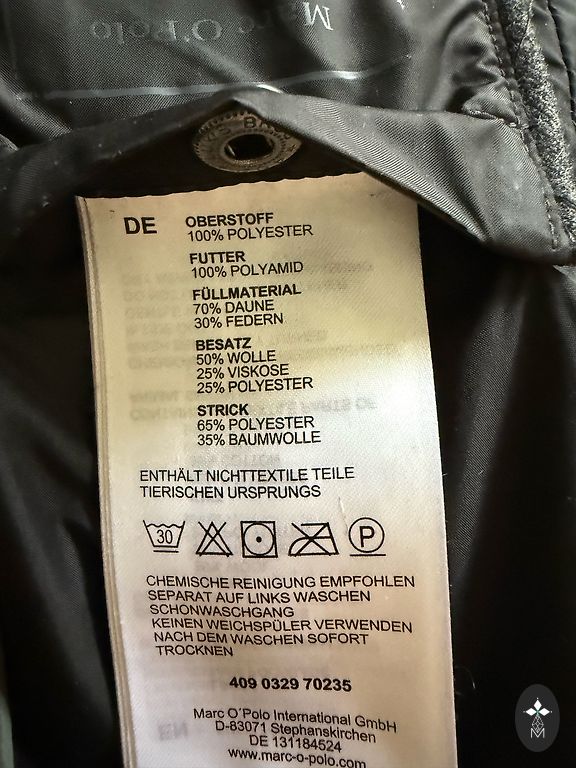 Marc O'Polo
DE
OBERSTOFF
100% POLYESTER
FUTTER
100% POLYAMID
FÜLLMATERIAL
70% DAUNE
30% FEDERN
BESATZ
50% WOLLE
25% VISKOSE
25% POLYESTER
STRICK
65% POLYESTER
35% BAUMWOLLE
ENTHÄLT NICHTTEXTILE TEILE
TIERISCHEN URSPRUNGS
30
P
CHEMISCHE REINIGUNG EMPFOHLEN
SEPARAT AUF LINKS WASCHEN
SCHONWASCHGANG
KEINEN WEICHSPÜLER VERWENDEN
NACH DEM WASCHEN SOFORT
TROCKNEN
409 0329 70235
Marc O´Polo International GmbH
D-83071 Stephanskirchen
DE 131184524
www.marc-o-polo.com
M